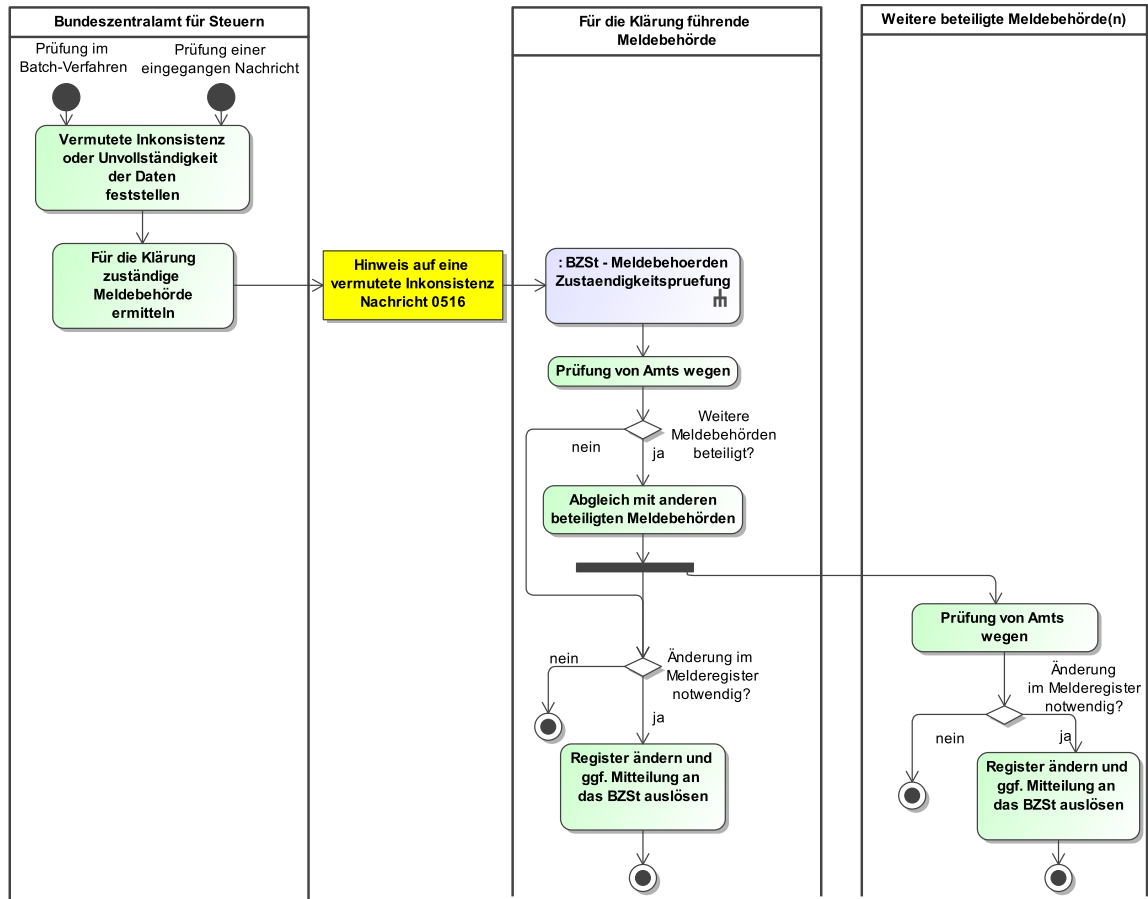 Bundeszentralamt für Steuern
Prüfung im
Batch-Verfahren
Prüfung einer
eingegangen Nachricht
Vermutete Inkonsistenz
oder Unvollständigkeit
der Daten
feststellen
Für die Klärung
zuständige
Meldebehörde
ermitteln
Hinweis auf eine
vermutete Inkonsistenz
Nachricht 0516
Für die Klärung führende
Meldebehörde
: BZSt - Meldebehoerden
Zustaendigkeitspruefung
Prüfung von Amts wegen
Weitere
Meldebehörden
beteiligt?
nein
ja
Abgleich mit anderen
beteiligten Meldebehörden
Änderung im
Melderegister
notwendig?
nein
ja
Register ändern und
ggf. Mitteilung an
das BZSt auslösen
Weitere beteiligte Meldebehörde(n)
Prüfung von Amts
wegen
Änderung
im Melderegister
notwendig?
nein
ja
Register ändern und
ggf. Mitteilung an
das BZSt auslösen